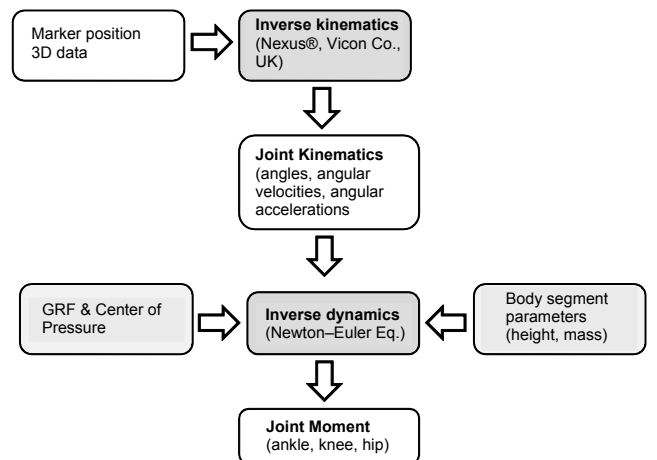 Marker position
3D data
Inverse kinematics
(Nexus®, Vicon Co.,
UK)
Joint Kinematics
(angles, angular
velocities, angular
accelerations
GRF & Center of
Pressure
Inverse dynamics
(Newton–Euler Eq.)
Body segment
parameters
(height, mass)
Joint Moment
(ankle, knee, hip)